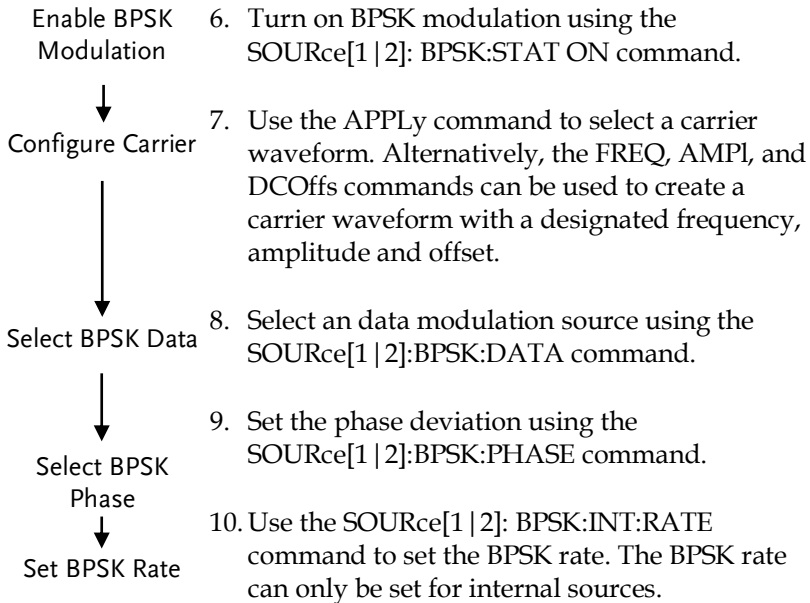 Enable BPSK
Modulation
6. Turn on BPSK modulation using the
SOURce[1|2]: BPSK:STAT ON command.
Configure Carrier
7. Use the APPLy command to select a carrier
waveform. Alternatively, the FREQ, AMPl, and
DCOffs commands can be used to create a
carrier waveform with a designated frequency,
amplitude and offset.
Select BPSK Data
8. Select an data modulation source using the
SOURce[1|2]:BPSK:DATA command.
Select BPSK
Phase
9. Set the phase deviation using the
SOURce[1|2]:BPSK:PHASE command.
Set BPSK Rate
10. Use the SOURce[1|2]: BPSK:INT:RATE
command to set the BPSK rate. The BPSK rate
can only be set for internal sources.